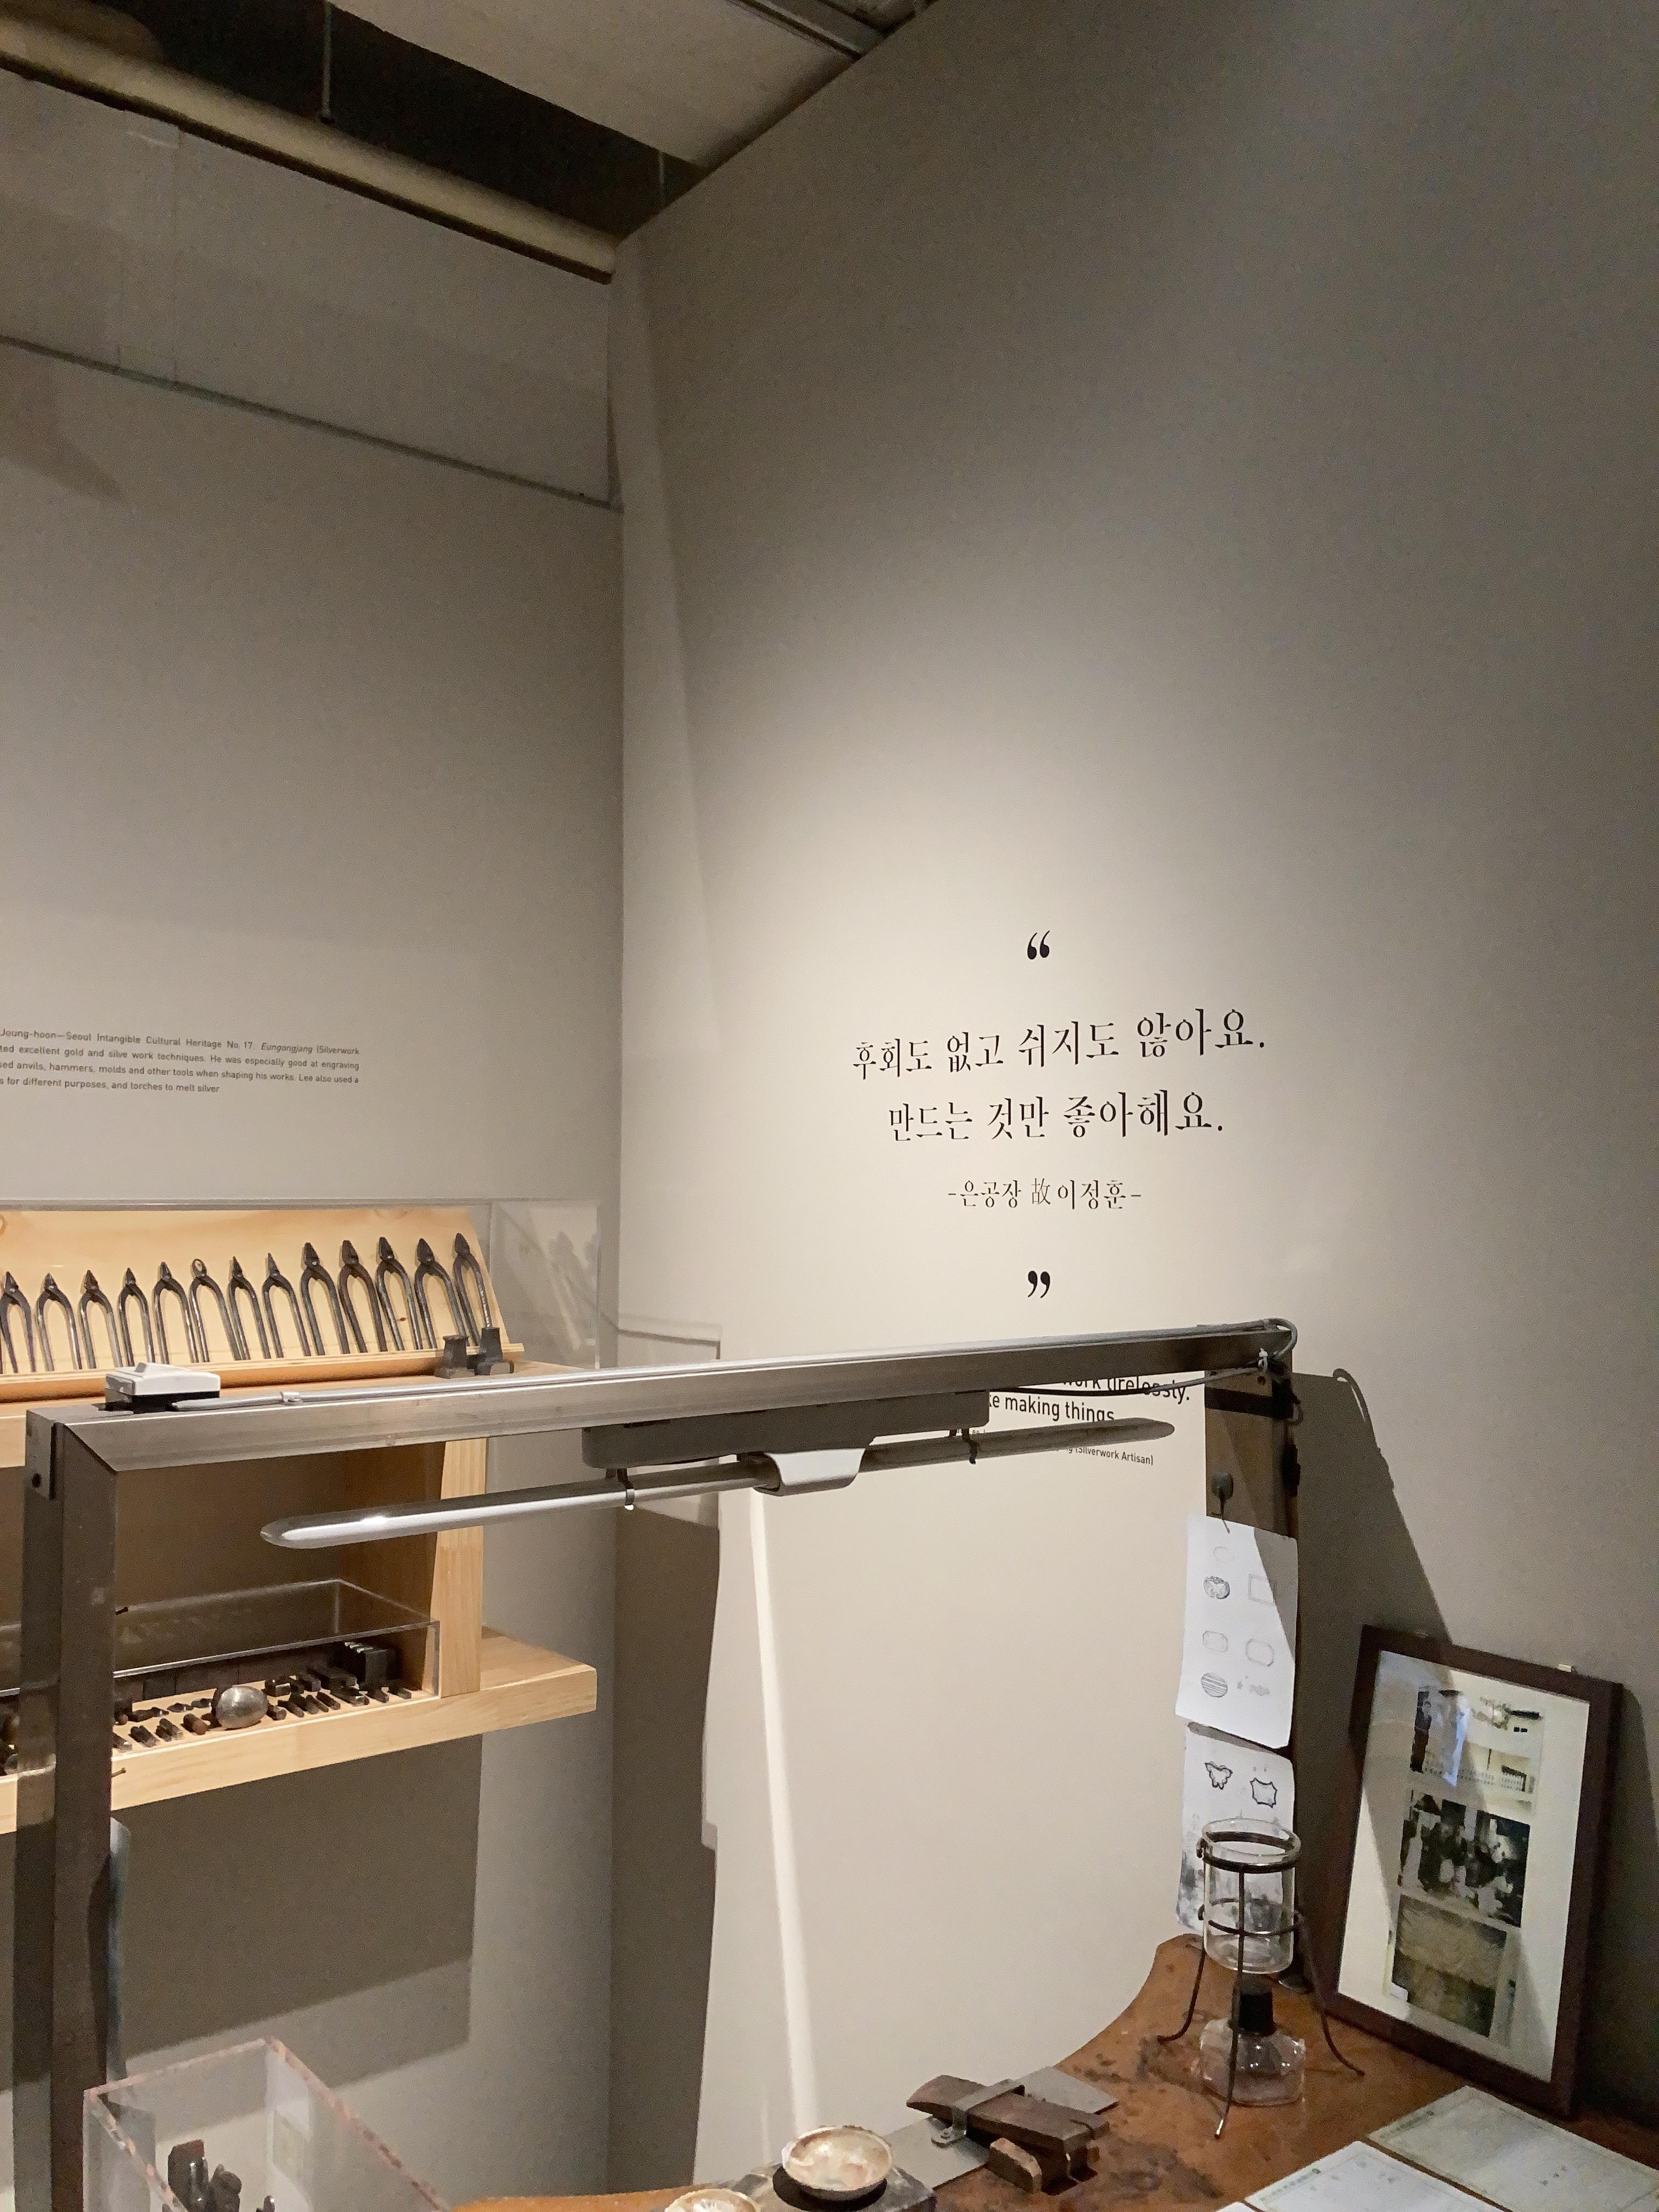 Joung-hoon—Seoul Intangible Cultural Heritage No. 17. Eungongjang (Silverwork
ted excellent gold and silve work techniques. He was especially good at engraving
sed anvils, hammers, molds and other tools when shaping his works. Lee also used a
s for different purposes, and torches to melt silver
“
후회도 없고 쉬지도 않아요.
만드는 것만 좋아해요.
-은공장 故 이정훈-
”
work tirelessly.
ke making things.
(Silverwork Artisan)